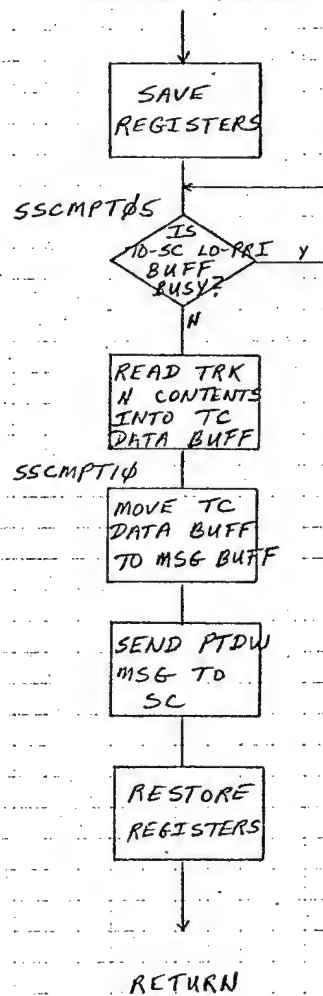 SAVE
REGISTERS
SSCMPTØ5
IS
TO-SC LO-PRI
BUFF
BUSY?
Y
N
READ TRK
N CONTENTS
INTO TC
DATA BUFF
SSCMPT1Ø
MOVE TC
DATA BUFF
TO MSG BUFF
SEND PTDW
MSG TO
SC
RESTORE
REGISTERS
RETURN